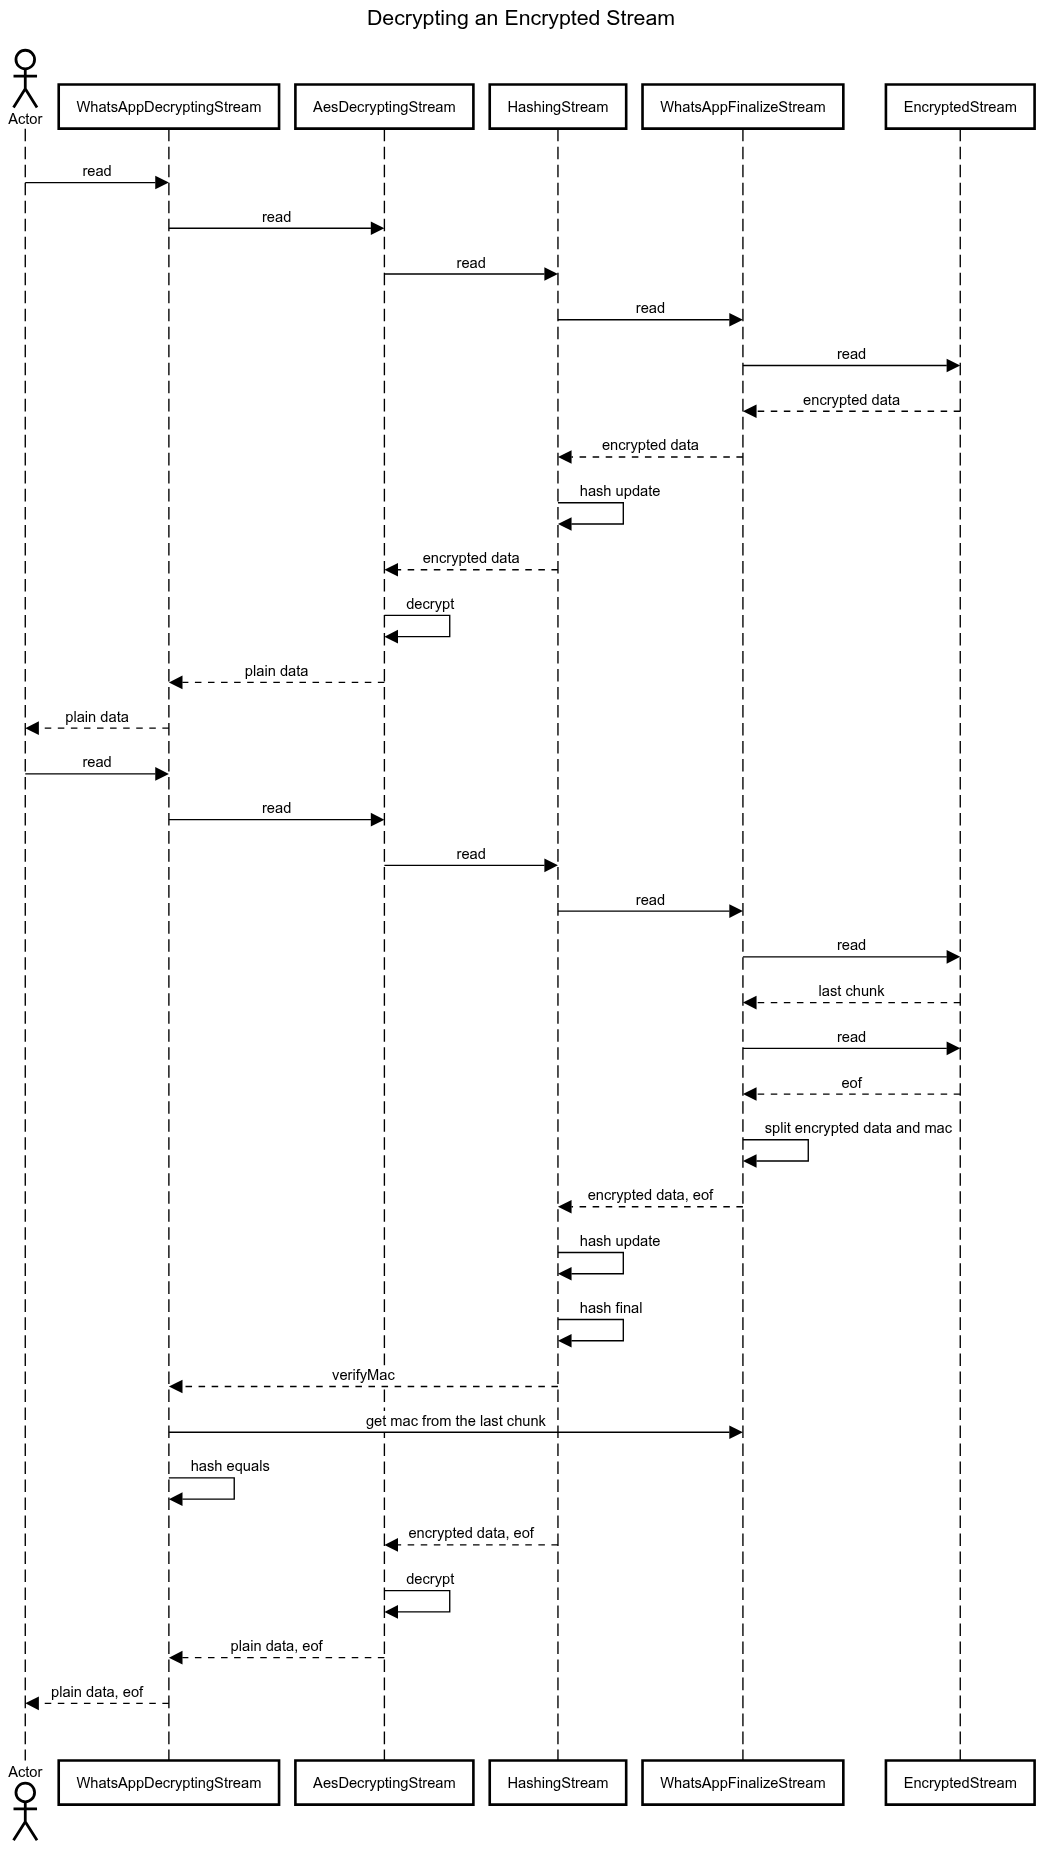 Decrypting an Encrypted Stream
Actor
WhatsAppDecryptingStream
AesDecryptingStream
HashingStream
WhatsAppFinalizeStream
EncryptedStream
read
read
read
read
read
encrypted data
encrypted data
hash update
encrypted data
decrypt
plain data
plain data
read
read
read
read
read
last chunk
read
eof
split encrypted data and mac
encrypted data, eof
hash update
hash final
verifyMac
get mac from the last chunk
hash equals
encrypted data, eof
decrypt
plain data, eof
plain data, eof
Actor
WhatsAppDecryptingStream
AesDecryptingStream
HashingStream
WhatsAppFinalizeStream
EncryptedStream